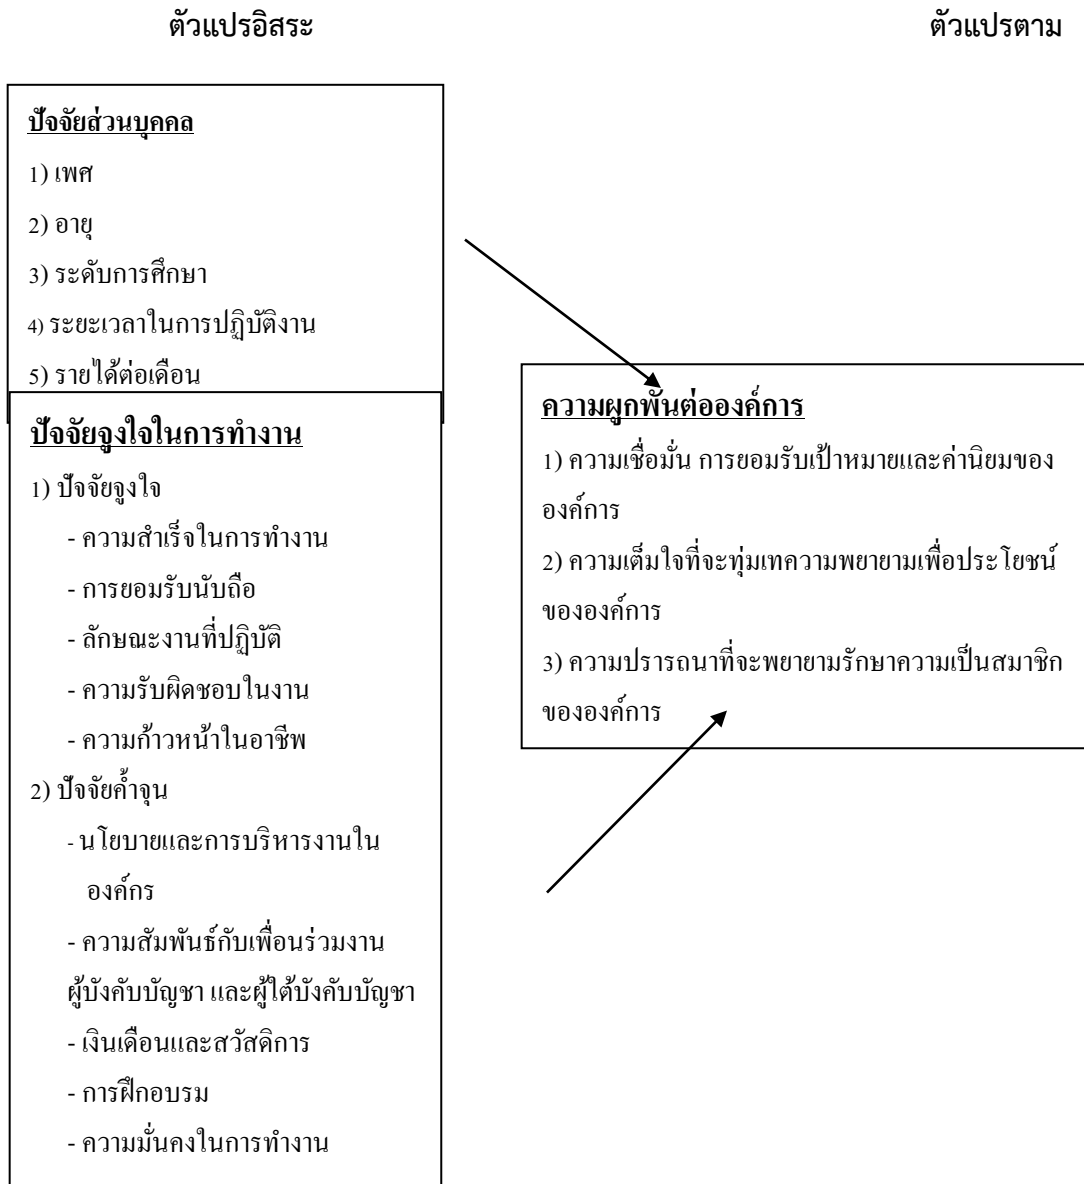 ตัวแปรอิสระ
ตัวแปรตาม
ปัจจัยส่วนบุคคล
1) เพศ
2) อายุ
3) ระดับการศึกษา
4) ระยะเวลาในการปฏิบัติงาน
5) รายได้ต่อเดือน
ปัจจัยจูงใจในการทำงาน
1) ปัจจัยจูงใจ
- ความสำเร็จในการทำงาน
- การยอมรับนับถือ
- ลักษณะงานที่ปฏิบัติ
- ความรับผิดชอบในงาน
- ความก้าวหน้าในอาชีพ
2) ปัจจัยค้ำจุน
- นโยบายและการบริหารงานใน
องค์กร
- ความสัมพันธ์กับเพื่อนร่วมงาน
ผู้บังคับบัญชา และผู้ใต้บังคับบัญชา
- เงินเดือนและสวัสดิการ
- การฝึกอบรม
- ความมั่นคงในการทำงาน
ความผูกพันต่อองค์การ
1) ความเชื่อมั่น การยอมรับเป้าหมายและค่านิยมของ
องค์การ
2) ความเต็มใจที่จะทุ่มเทความพยายามเพื่อประโยชน์
ขององค์การ
3) ความปรารถนาที่จะพยายามรักษาความเป็นสมาชิก
ขององค์การ